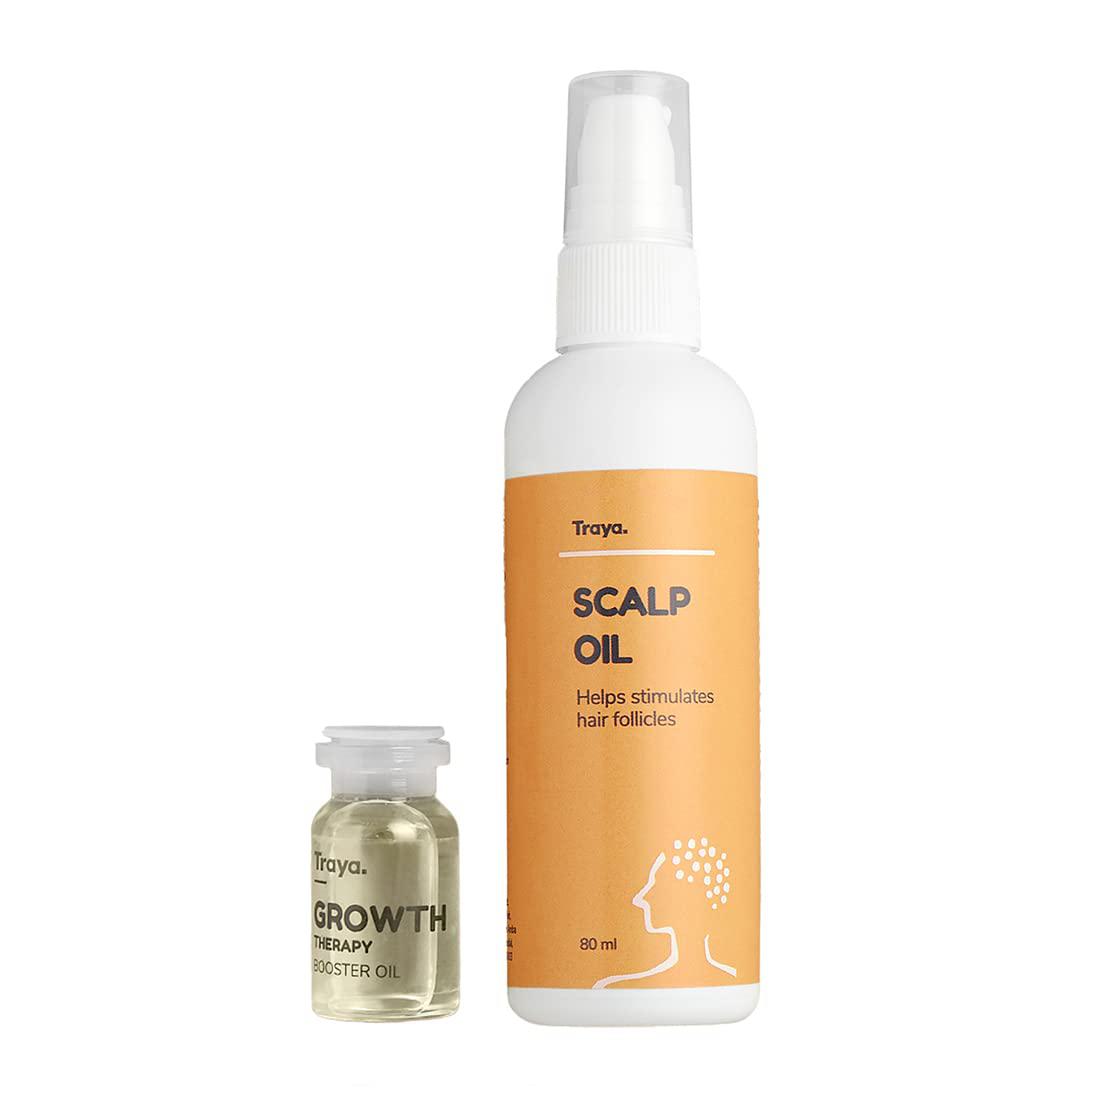 Traya.
GROWTH
THERAPY
BOOSTER OIL
Traya.
SCALP
OIL
Helps stimulates
hair follicles
80 ml